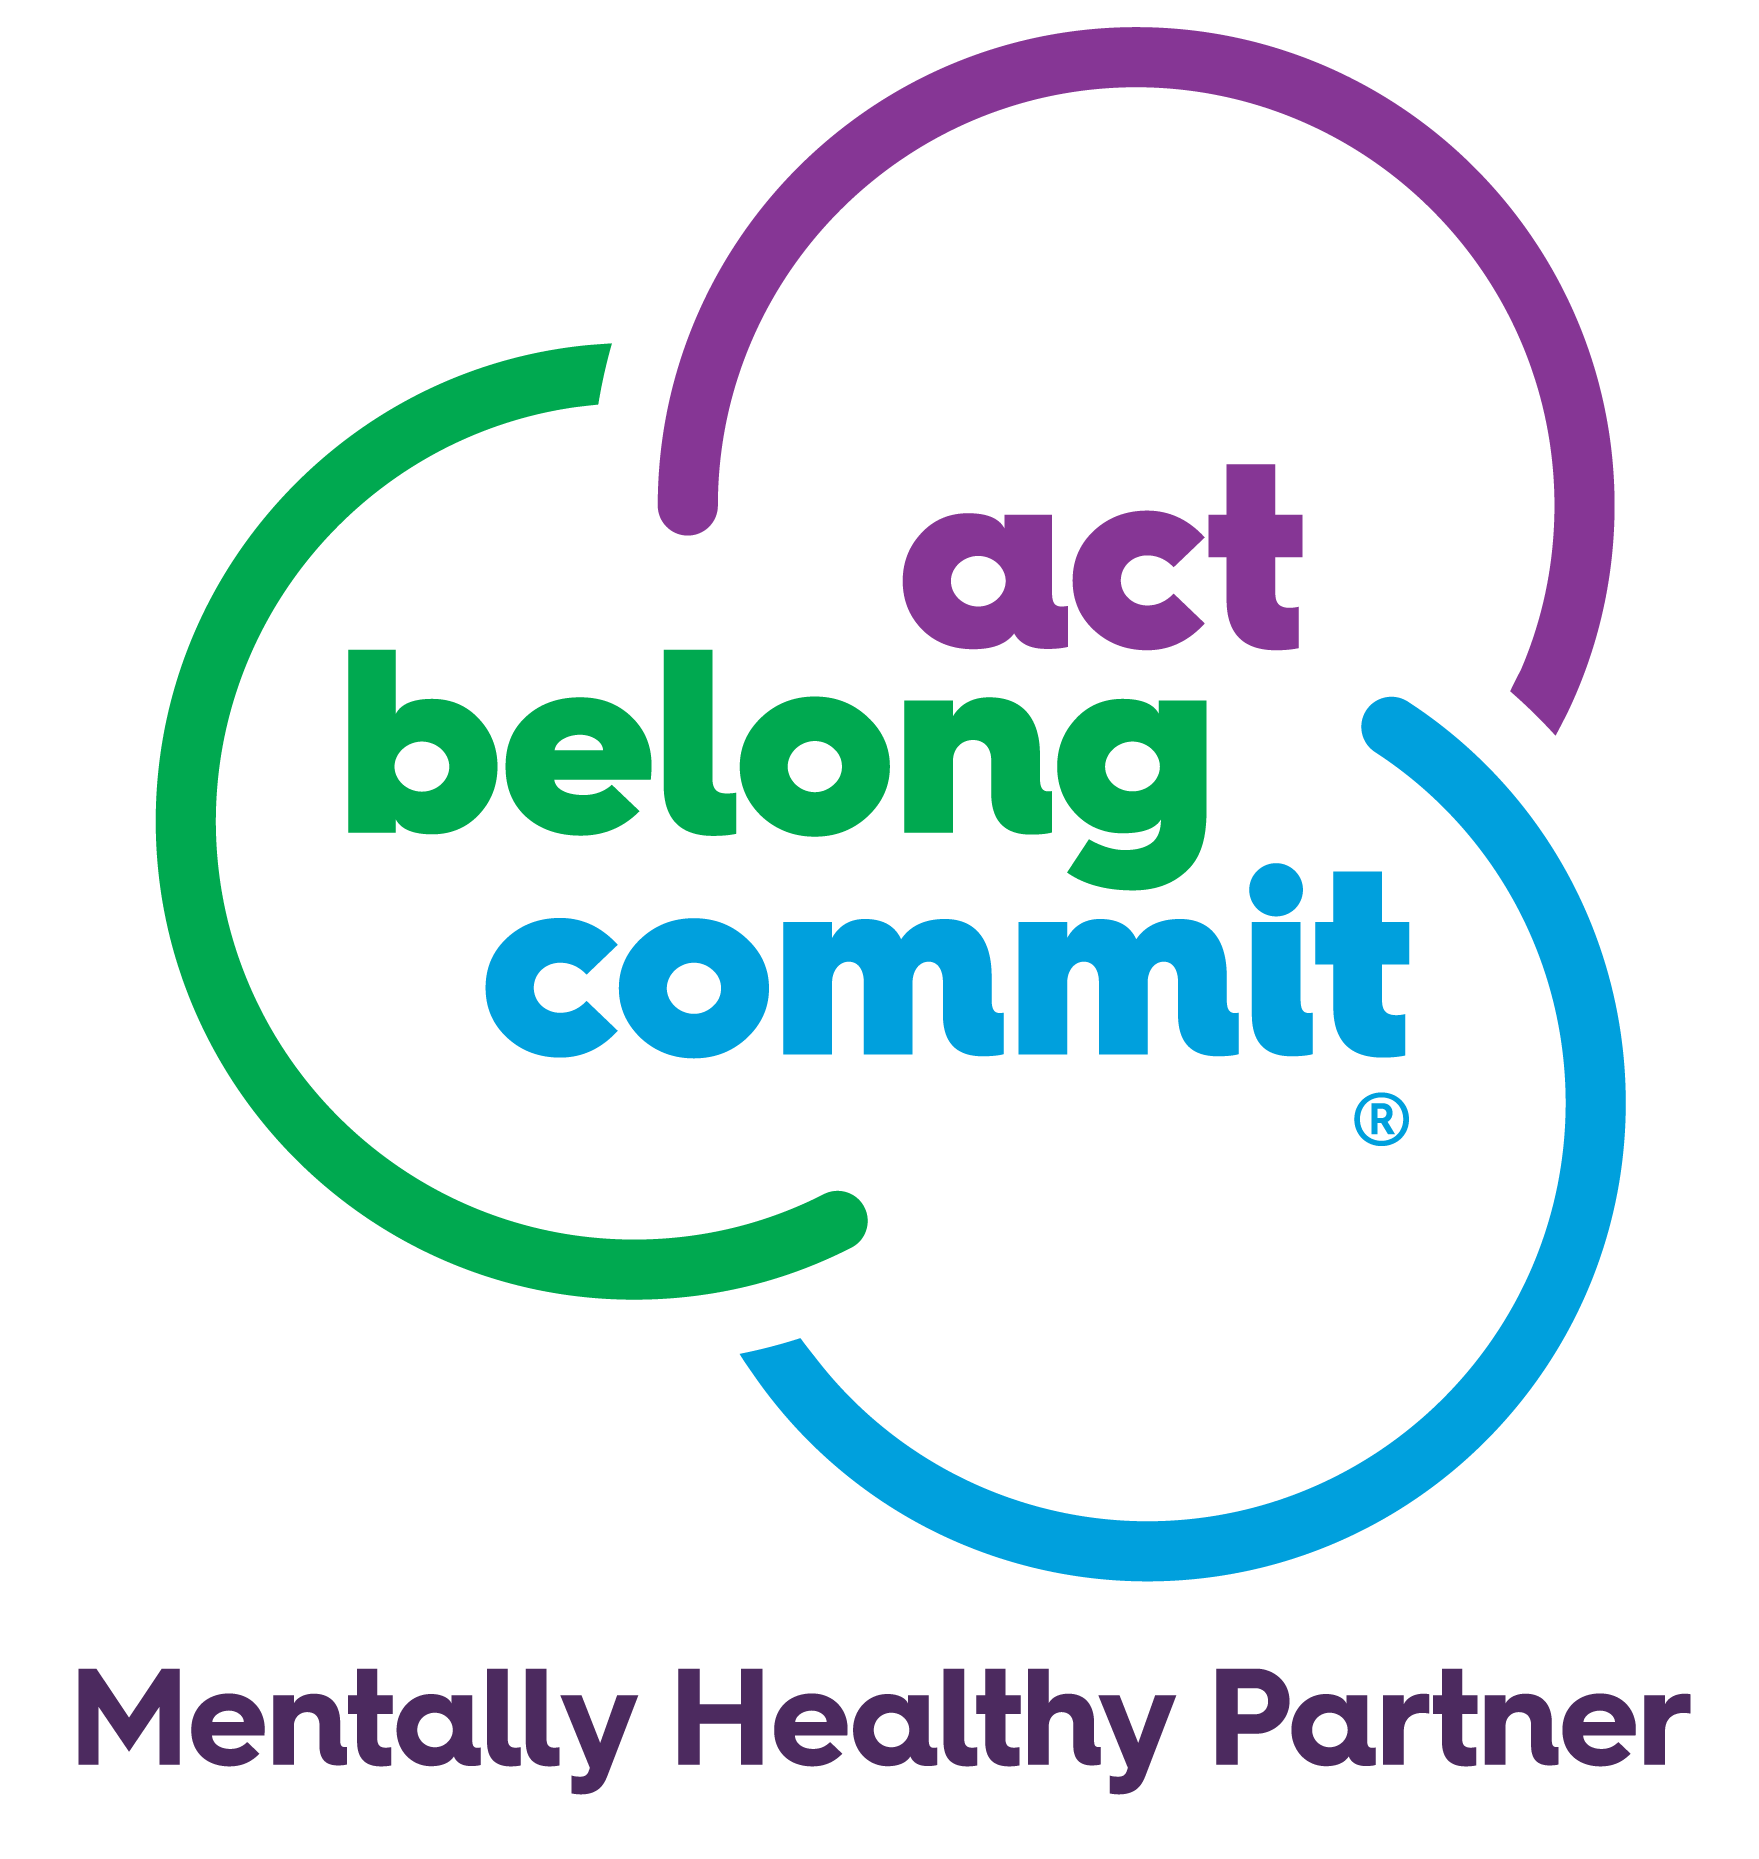 act
belong
commit
®
Mentally Healthy Partner